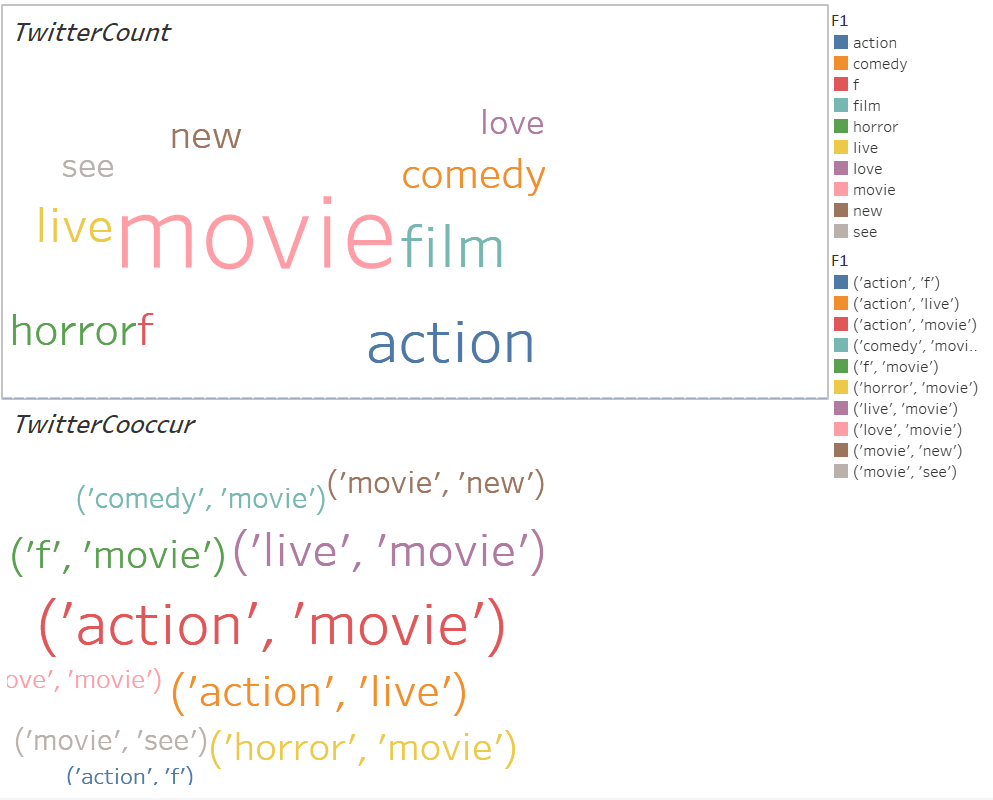 TwitterCount
new
love
see
comedy
live
movie
film
horror
f
action
F1
action
comedy
f
film
horror
live
love
movie
new
see
F1
('action', 'f')
('action', 'live')
('action', 'movie')
('comedy', 'movi..
('f', 'movie')
('horror', 'movie')
('live', 'movie')
('love', 'movie')
('movie', 'new')
('movie', 'see')
TwitterCooccur
('comedy', 'movie')
('movie', 'new')
('f', 'movie')
('live', 'movie')
('action', 'movie')
ove', 'movie')
('action', 'live')
('movie', 'see')
('horror', 'movie')
('action', 'f')